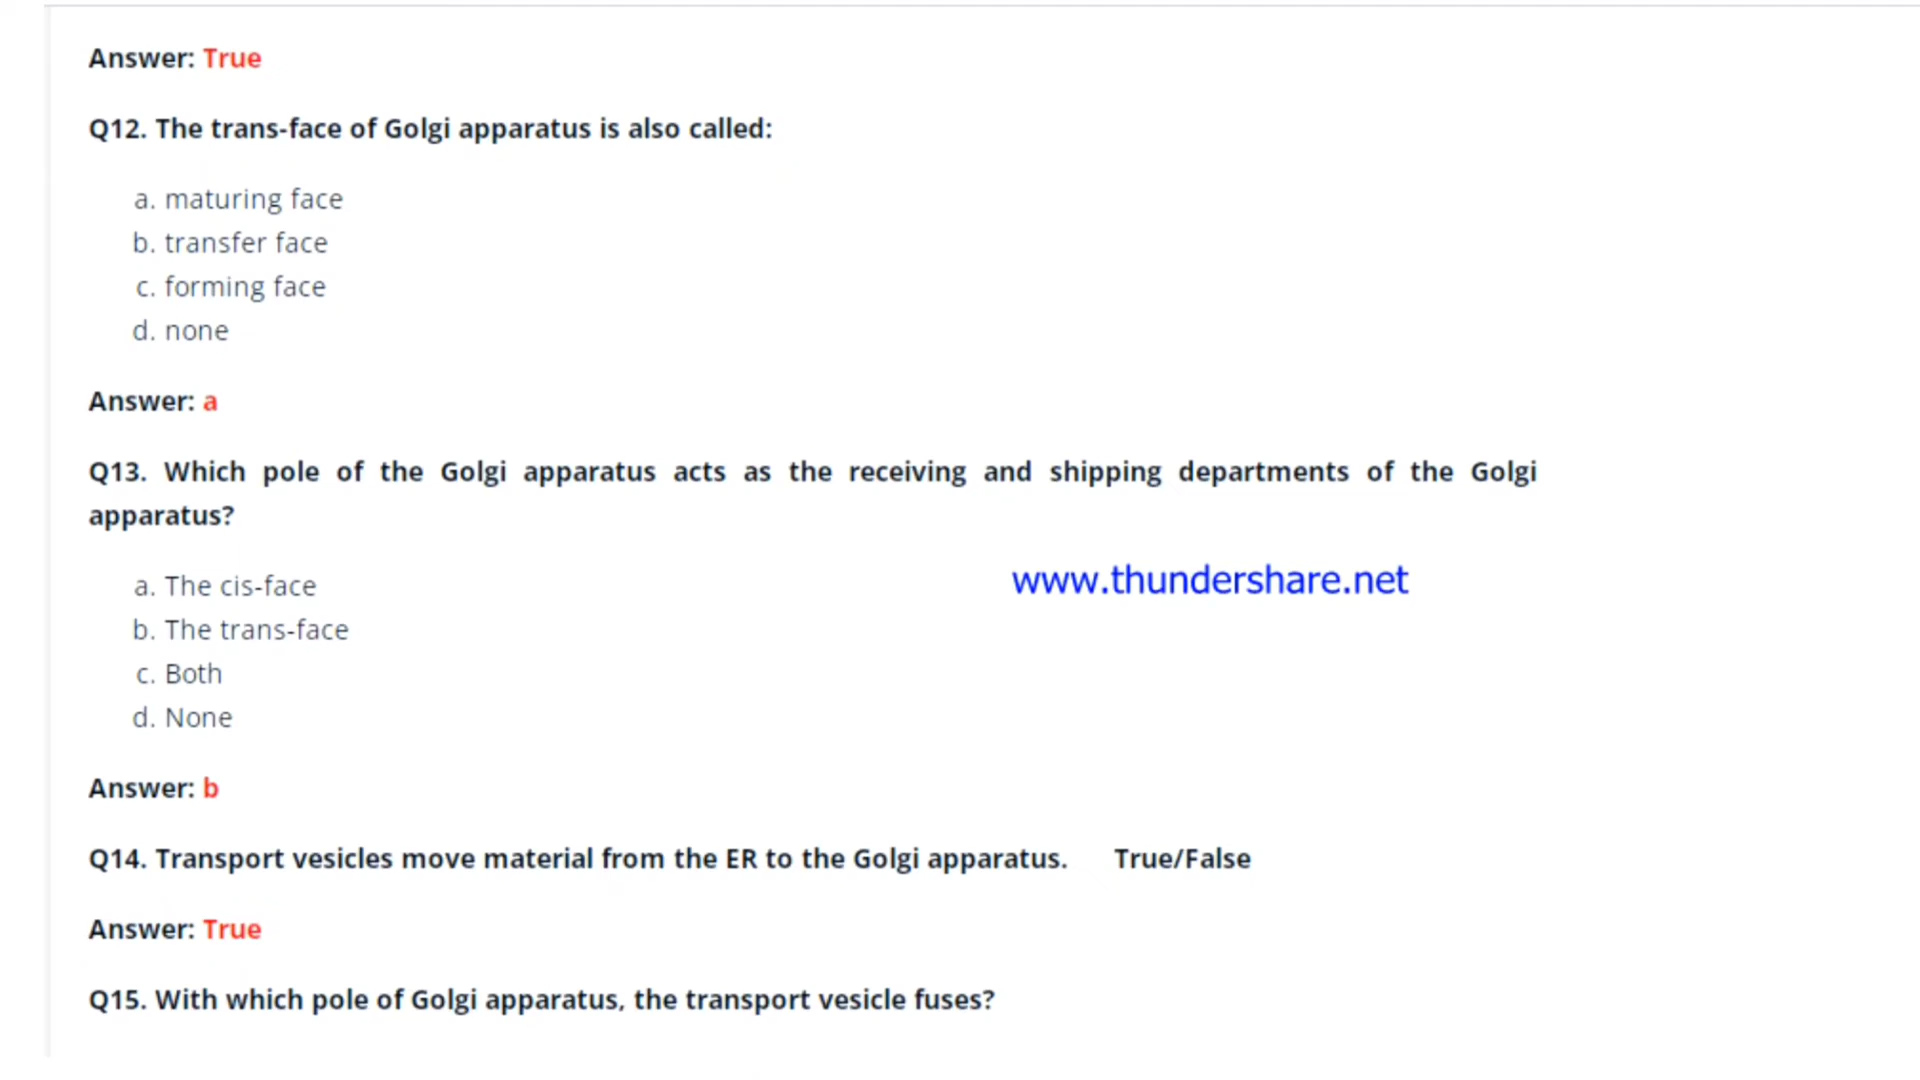 Answer: True
Q12. The trans-face of Golgi apparatus is also called:
a. maturing face
b. transfer face
c. forming face
d. none
Answer: a
Q13. Which pole of the Golgi apparatus acts as the receiving and shipping departments of the Golgi
apparatus?
www.thundershare.net
a. The cis-face
b. The trans-face
c. Both
d. None
Answer: b
Q14. Transport vesicles move material from the ER to the Golgi apparatus. True/False
Answer: True
Q15. With which pole of Golgi apparatus, the transport vesicle fuses?